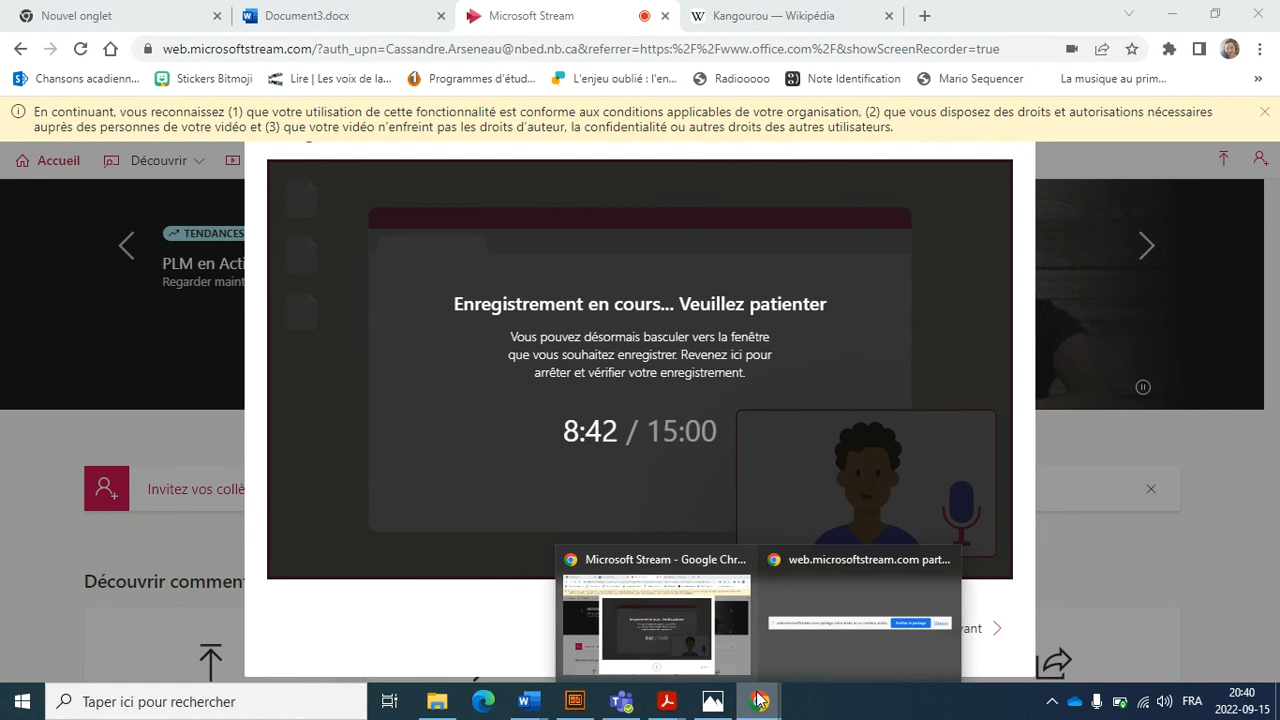 Nouvel onglet
Document3.docx
Microsoft Stream
Kangourou — Wikipédia
web.microsoftstream.com/?auth_upn=Cassandre.Arseneau@nbed.nb.ca&referrer=https:%2F%2Fwww.office.com%2F&showScreenRecorder=true
Chansons acadienn...
Stickers Bitmoji
Lire | Les voix de la...
Programmes d'étud...
L'enjeu oublié : l'en...
Radiooooo
Note Identification
Mario Sequencer
La musique au prim...
»
En continuant, vous reconnaissez (1) que votre utilisation de cette fonctionnalité est conforme aux conditions applicables de votre organisation, (2) que vous disposez des droits et autorisations nécessaires
auprès des personnes de votre vidéo et (3) que votre vidéo n'enfreint pas les droits d'auteur, la confidentialité ou autres droits des autres utilisateurs.
Accueil
Découvrir
TENDANCES
PLM en Acti
Regarder maint
Enregistrement en cours... Veuillez patienter
Vous pouvez désormais basculer vers la fenêtre
que vous souhaitez enregistrer. Revenez ici pour
arrêter et vérifier votre enregistrement.
8:42 / 15:00
Invitez vos collè
Découvrir comment
Microsoft Stream - Google Chr...
web.microsoftstream.com part...
vant
Taper ici pour rechercher
FRA
20:40
2022-09-15